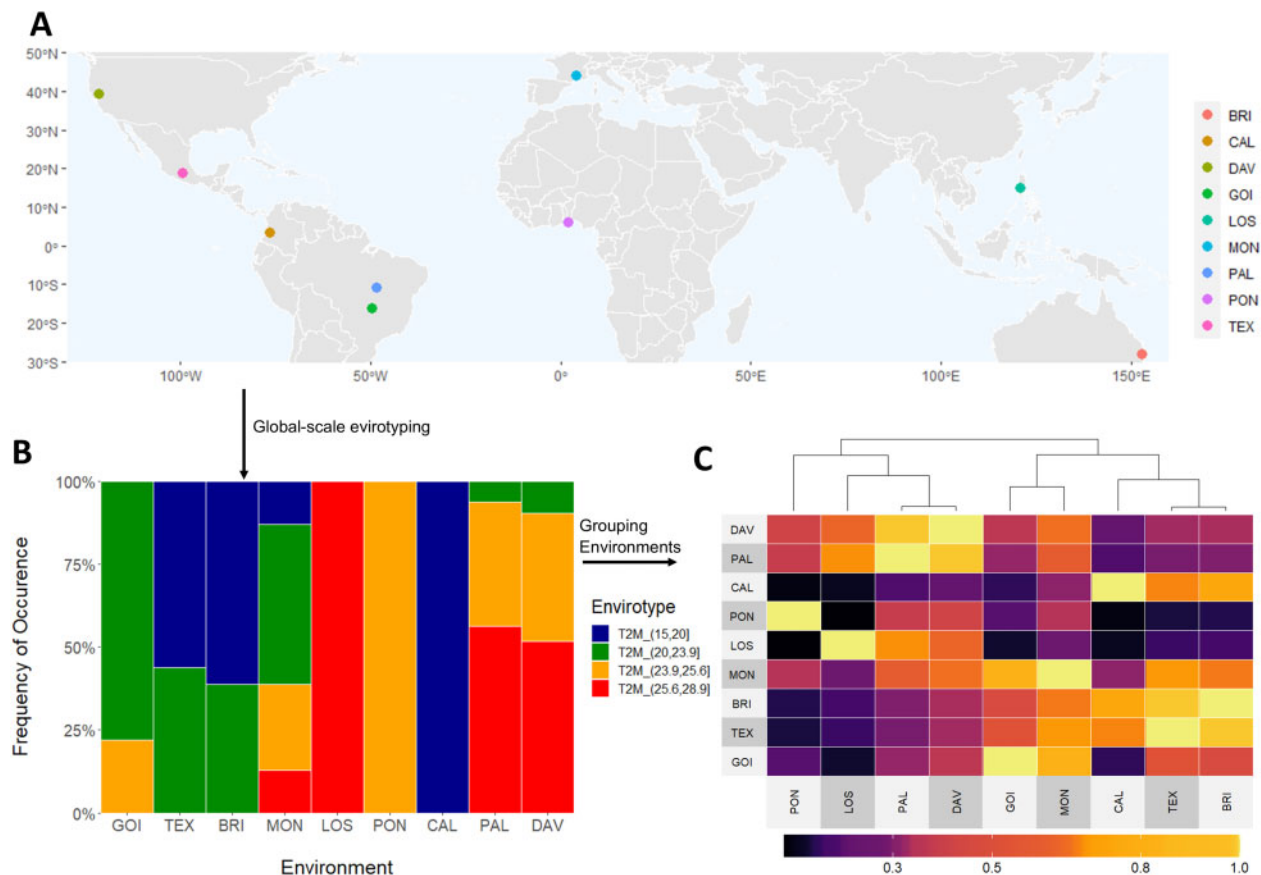 A
50°N
40°N
30°N
20°N
10°N
0°
10°S
20°S
30°S
100°W
50°W
0°
50°E
100°E
150°E
BRI
CAL
DAV
GOI
LOS
MON
PAL
PON
TEX
Global-scale evirotyping
B
Frequency of Occurence
100%
75%
50%
25%
0%
GOI TEX BRI MON LOS PON CAL PAL DAV
Environment
Grouping
Environments
Envirotype
T2M_(15,20]
T2M_(20,23.9]
T2M_(23.9,25.6]
T2M_(25.6,28.9]
C
DAV
PAL
CAL
PON
LOS
MON
BRI
TEX
GOI
PON LOS PAL DAV GOI MON CAL TEX BRI
0.3 0.5 0.8 1.0